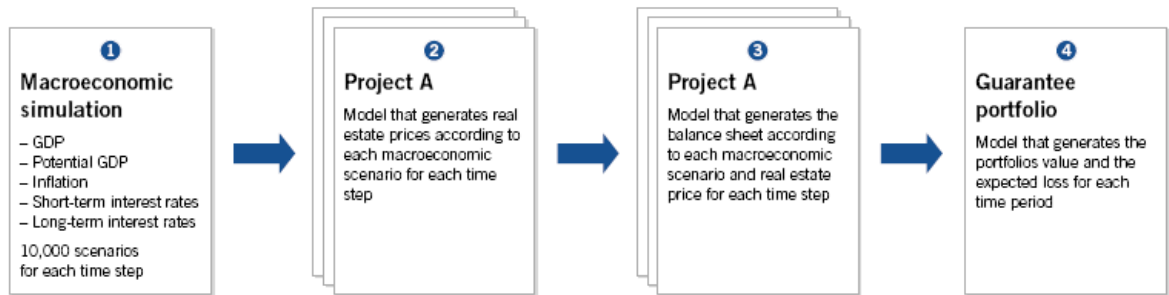 1
Macroeconomic
simulation
– GDP
– Potential GDP
– Inflation
– Short-term interest rates
– Long-term interest rates
10,000 scenarios
for each time step
2
Project A
Model that generates real
estate prices according to
each macroeconomic
scenario for each time
step
3
Project A
Model that generates the
balance sheet according
to each macroeconomic
scenario and real estate
price for each time step
4
Guarantee
portfolio
Model that generates the
portfolios value and the
expected loss for each
time period